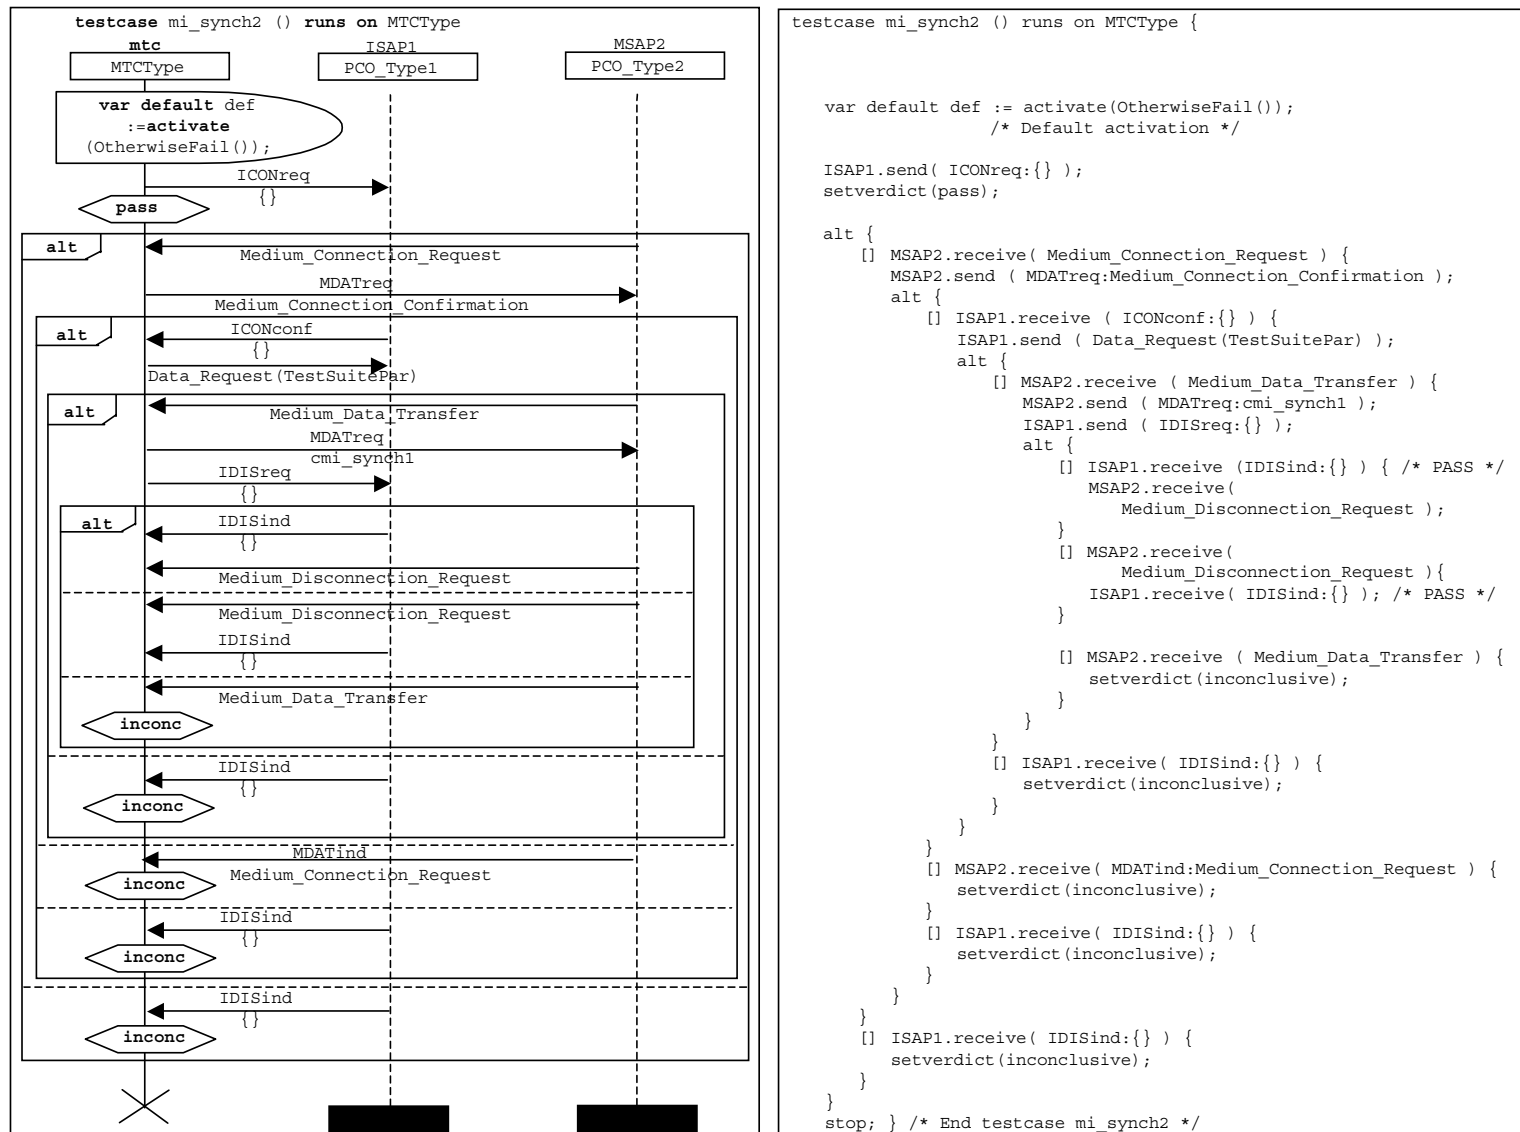 testcase mi_synch2 () runs on MTCType
mtc
MTCType
ISAP1
PCO_Type1
MSAP2
PCO_Type2
var default def
:=activate
(OtherwiseFail());
ICONreq
{}
pass
alt
Medium_Connection_Request
MDATreq
Medium_Connection_Confirmation
alt
ICONconf
{}
Data_Request(TestSuitePar)
alt
Medium_Data_Transfer
MDATreq
cmi_synch1
IDISreq
{}
alt
IDISind
{}
Medium_Disconnection_Request
Medium_Disconnection_Request
IDISind
{}
Medium_Data_Transfer
inconc
IDISind
{}
inconc
MDATind
Medium_Connection_Request
inconc
IDISind
{}
inconc
IDISind
{}
inconc
testcase mi_synch2 () runs on MTCType {
var default def := activate(OtherwiseFail());
/* Default activation */
ISAP1.send( ICONreq:{} );
setverdict(pass);
alt {
[] MSAP2.receive( Medium_Connection_Request ) {
MSAP2.send ( MDATreq:Medium_Connection_Confirmation );
alt {
[] ISAP1.receive ( ICONconf:{} ) {
ISAP1.send ( Data_Request(TestSuitePar) );
alt {
[] MSAP2.receive ( Medium_Data_Transfer ) {
MSAP2.send ( MDATreq:cmi_synch1 );
ISAP1.send ( IDISreq:{} );
alt {
[] ISAP1.receive (IDISind:{} ) { /* PASS */
MSAP2.receive(
Medium_Disconnection_Request );
}
[] MSAP2.receive(
Medium_Disconnection_Request ){
ISAP1.receive( IDISind:{} ); /* PASS */
}
[] MSAP2.receive ( Medium_Data_Transfer ) {
setverdict(inconclusive);
}
}
}
[] ISAP1.receive( IDISind:{} ) {
setverdict(inconclusive);
}
}
}
[] MSAP2.receive( MDATind:Medium_Connection_Request ) {
setverdict(inconclusive);
}
[] ISAP1.receive( IDISind:{} ) {
setverdict(inconclusive);
}
}
}
[] ISAP1.receive( IDISind:{} ) {
setverdict(inconclusive);
}
}
stop; } /* End testcase mi_synch2 */